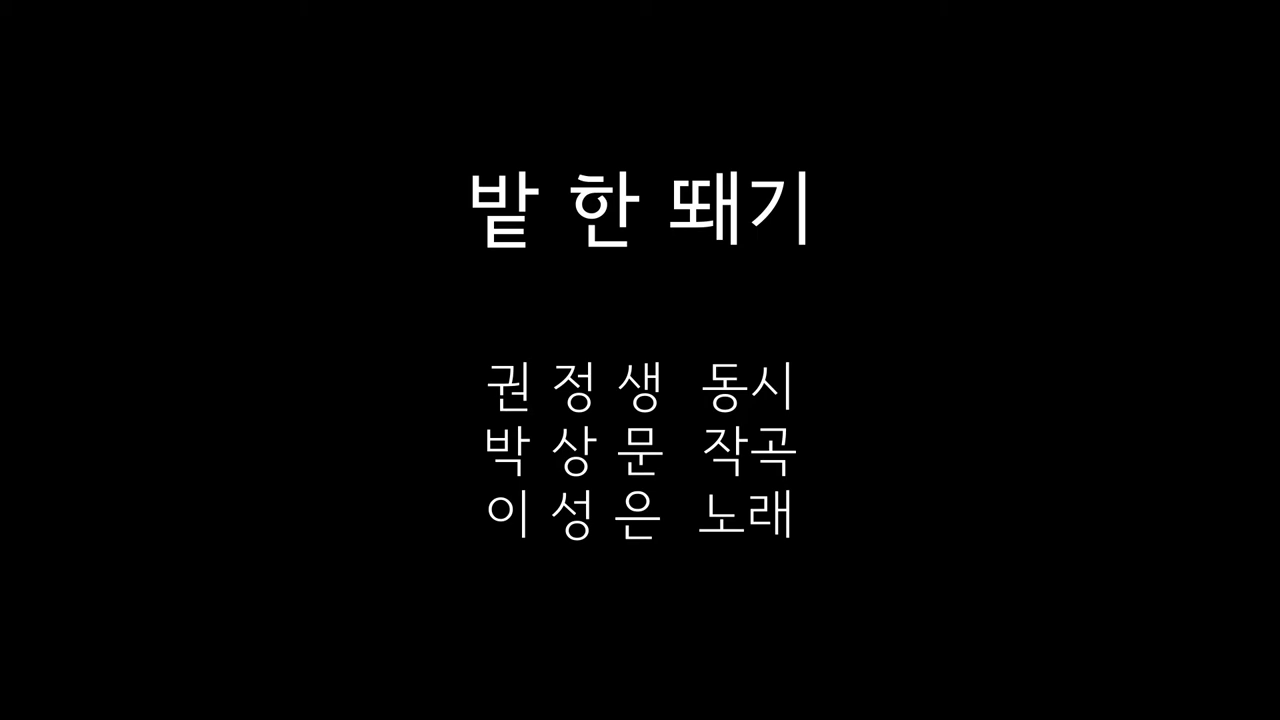 밭 한 뙈기
권 정 생 동시
박 상 문 작곡
이 성 은 노래